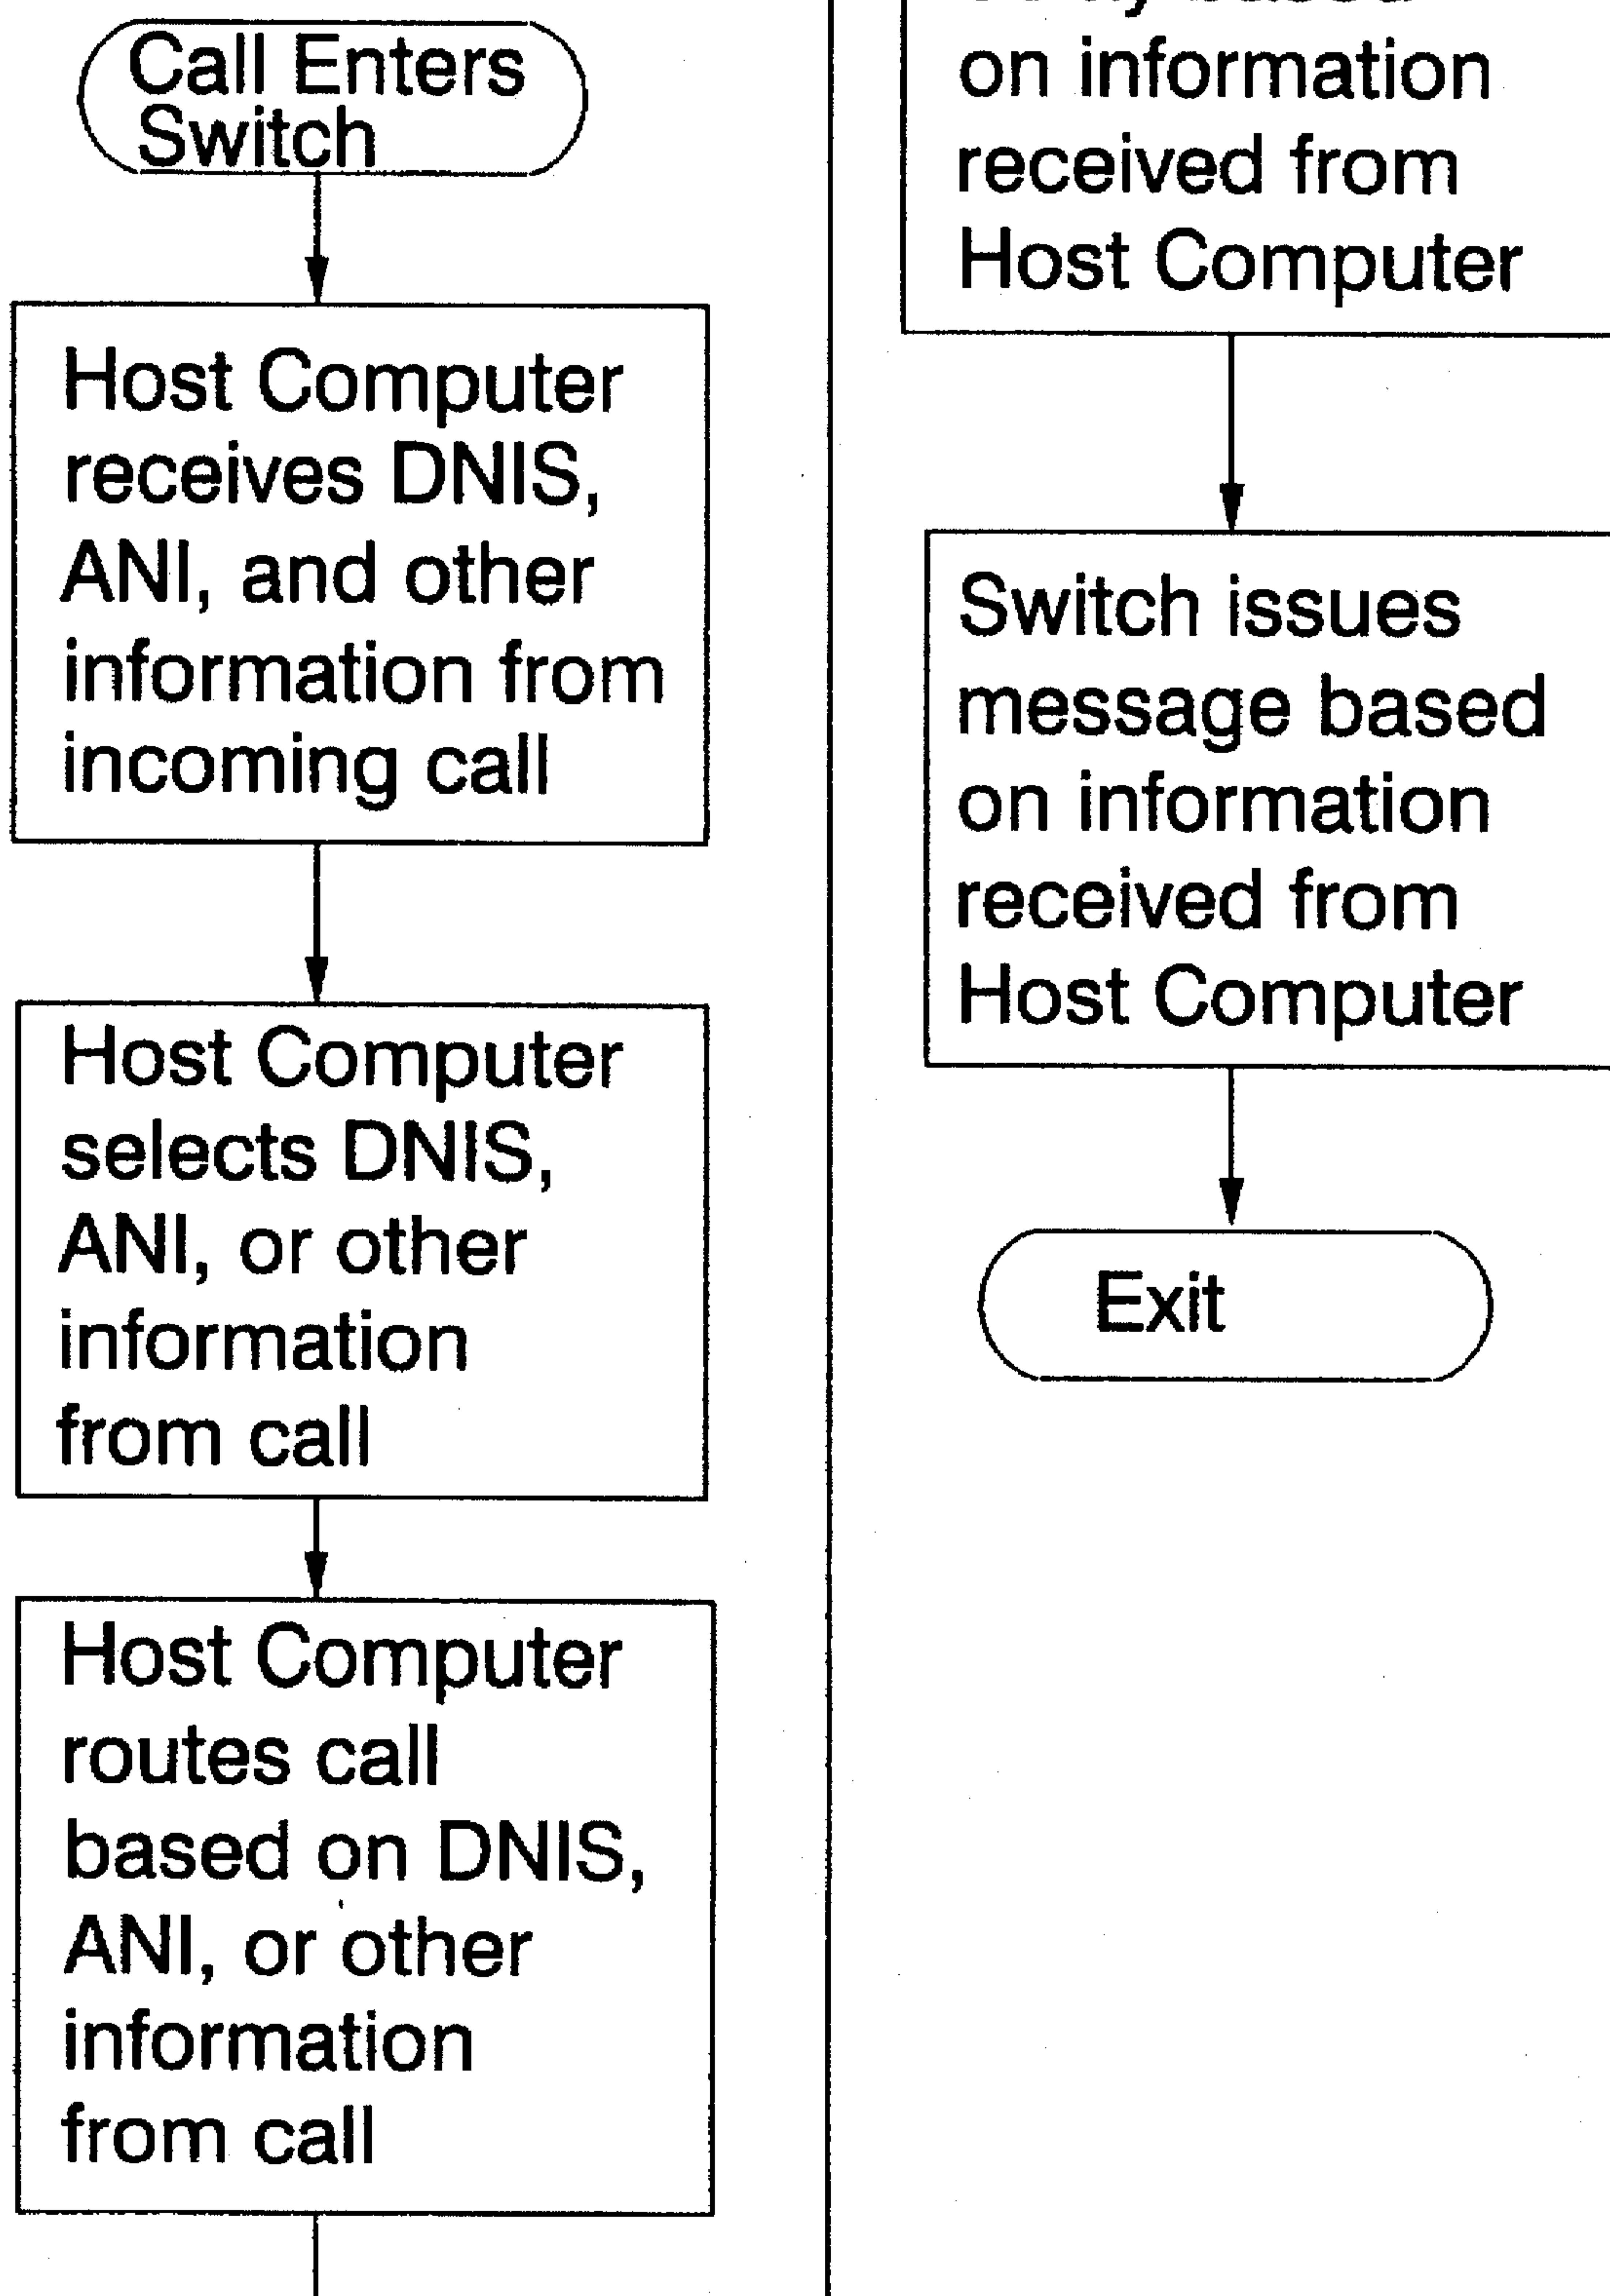 Call Enters
Switch
Host Computer
receives DNIS,
ANI, and other
information from
incoming call
Host Computer
selects DNIS,
ANI, or other
information
from call
Host Computer
routes call
based on DNIS,
ANI, or other
information
from call
on information
received from
Host Computer
Switch issues
message based
on information
received from
Host Computer
Exit